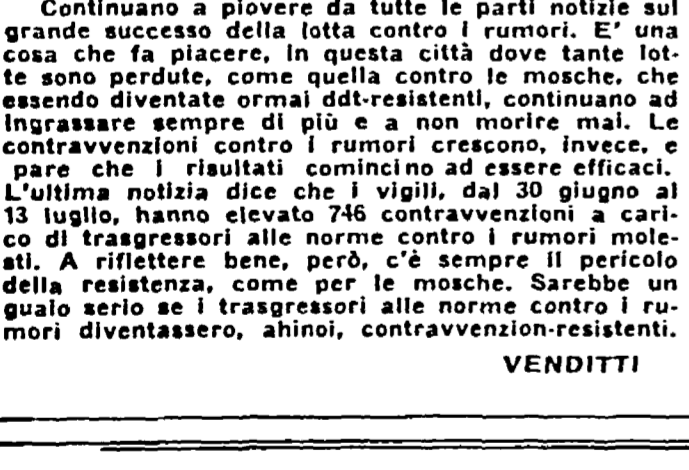 Continuano a piovere da tutte le parti notizie sul
grande successo della lotta contro i rumori. E' una
cosa che fa piacere, in questa città dove tante lot-
te sono perdute, come quella contro le mosche, che
essendo diventate ormai ddt-resistenti, continuano ad
ingrassare sempre di più e a non morire mai. Le
contravvenzioni contro i rumori crescono, invece, e
pare che i risultati comincino ad essere efficaci.
L'ultima notizia dice che i vigili, dal 30 giugno al
13 luglio, hanno elevato 746 contravvenzioni a cari-
co di trasgressori alle norme contro i rumori mole-
sti. A riflettere bene, però, c'è sempre il pericolo
della resistenza, come per le mosche. Sarebbe un
guaio serio se i trasgressori alle norme contro i ru-
mori diventassero, ahinoi, contravvenzion-resistenti.
VENDITTI